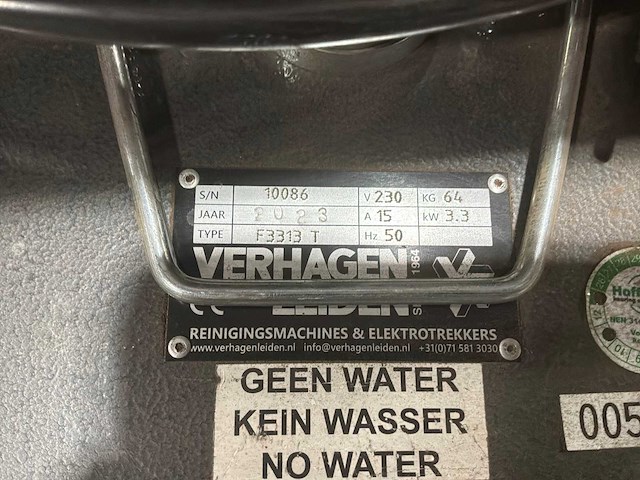 S/N 10086 V 230 KG 64
JAAR 2023 A 15 kW 3.3
TYPE F3313 T Hz 50
VERHAGEN
LEIDEN
1964
REINIGINGSMACHINES & ELEKTROTREKKERS
www.verhagenleiden.nl info@verhagenleiden.nl +31(0)71 581 3030
GEEN WATER
KEIN WASSER
NO WATER
005
Hoff